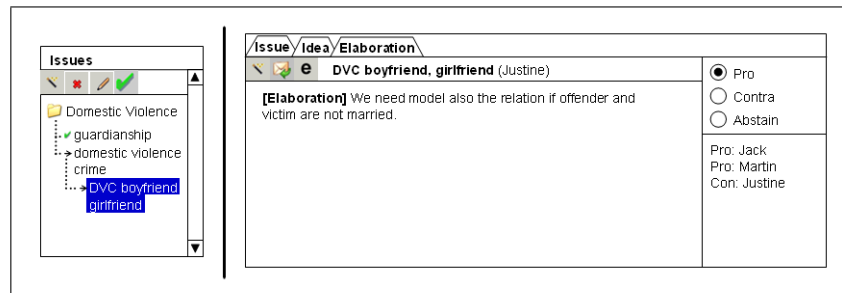 Issues
Domestic Violence
guardianship
domestic violence
crime
DVC boyfriend
girlfriend
Issue Idea Elaboration
e DVC boyfriend, girlfriend (Justine)
[Elaboration] We need model also the relation if offender and
victim are not married.
Pro
Contra
Abstain
Pro: Jack
Pro: Martin
Con: Justine